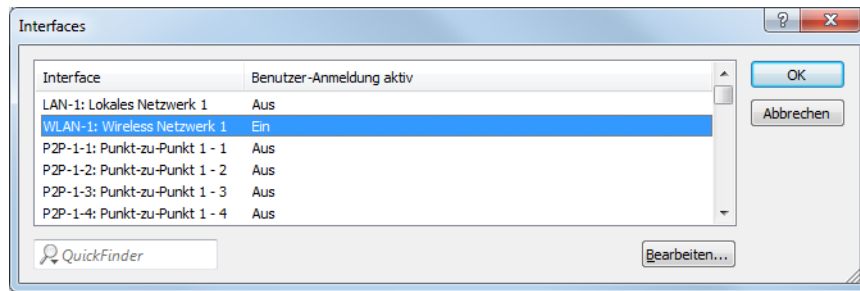 Interfaces
Interface Benutzer-Anmeldung aktiv
LAN-1: Lokales Netzwerk 1 Aus
WLAN-1: Wireless Netzwerk 1 Ein
P2P-1-1: Punkt-zu-Punkt 1 - 1 Aus
P2P-1-2: Punkt-zu-Punkt 1 - 2 Aus
P2P-1-3: Punkt-zu-Punkt 1 - 3 Aus
P2P-1-4: Punkt-zu-Punkt 1 - 4 Aus
OK
Abbrechen
QuickFinder
Bearbeiten...